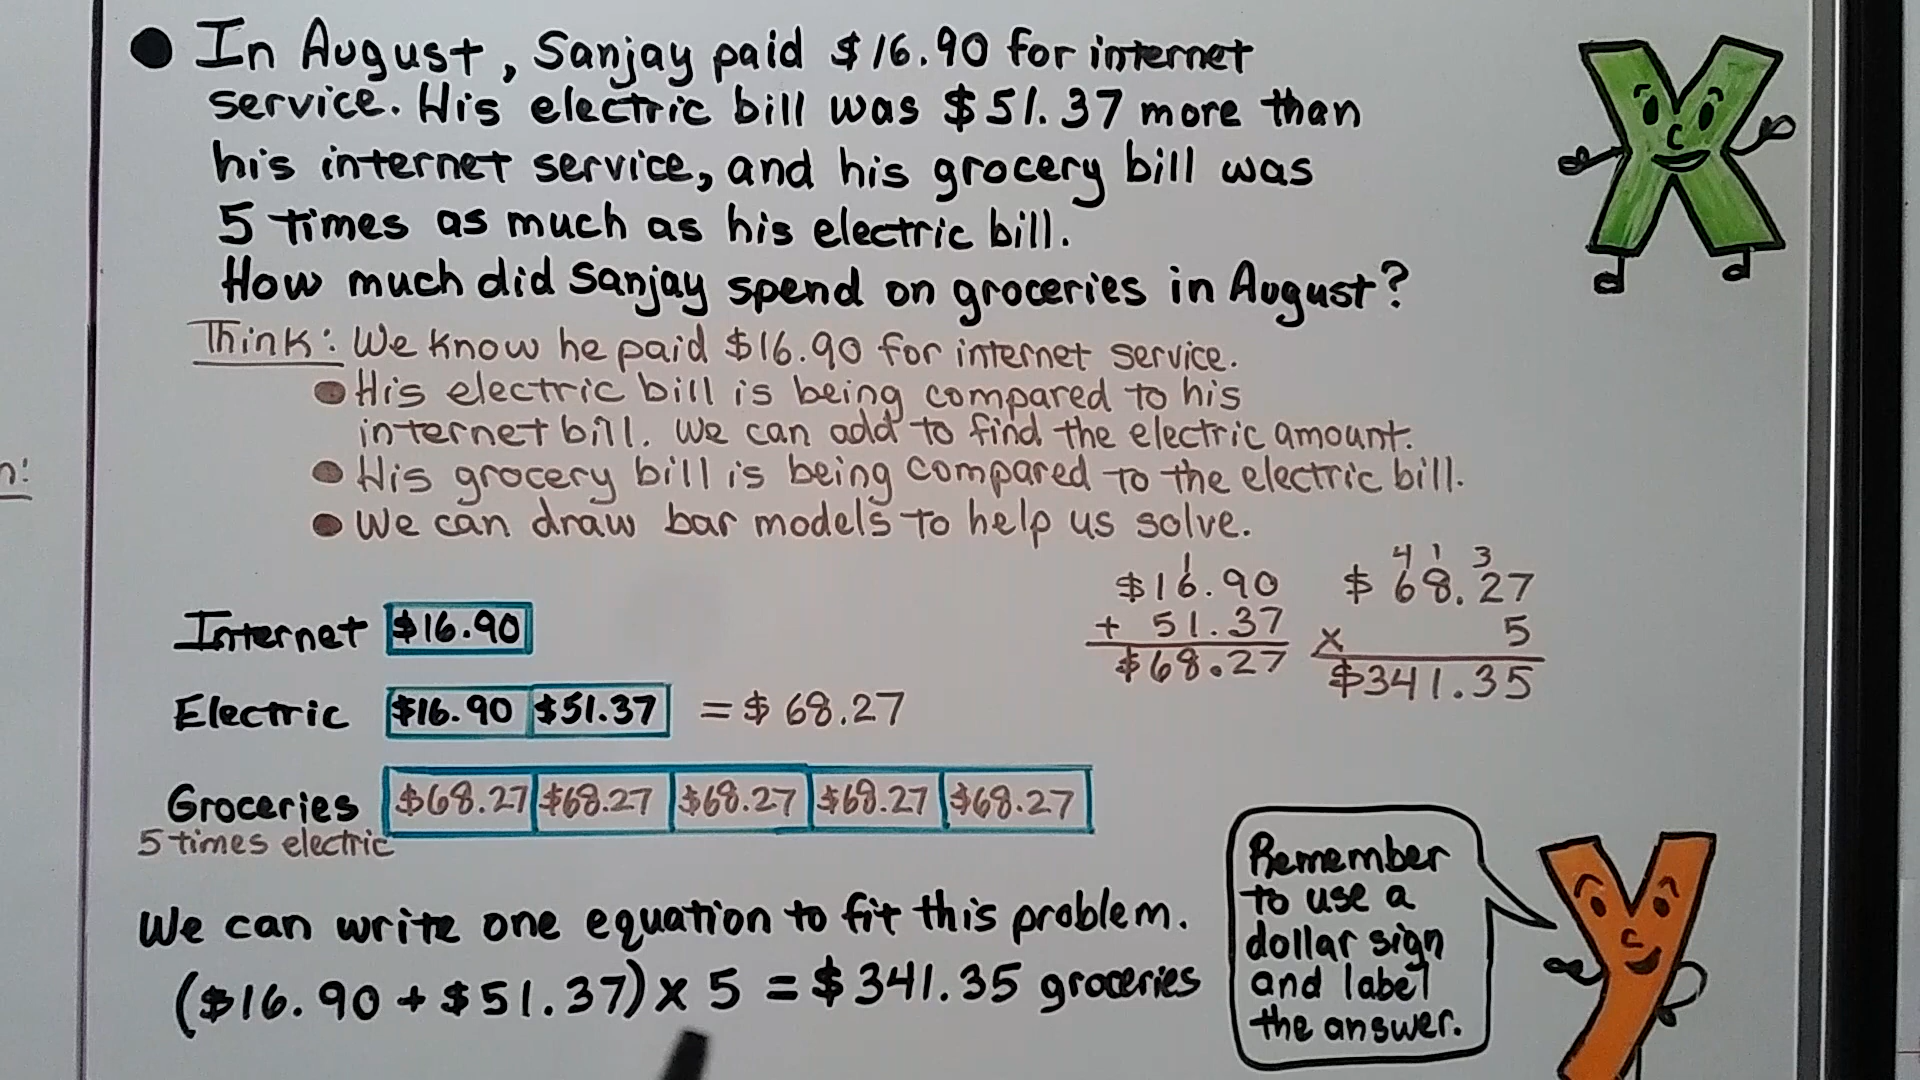 In August, Sanjay paid $16.90 for internet
service. His electric bill was $51.37 more than
his internet service, and his grocery bill was
5 times as much as his electric bill.
How much did Sanjay spend on groceries in August?
Think: We know he paid $16.90 for internet service.
• His electric bill is being compared to his
internet bill. We can add to find the electric amount.
• His grocery bill is being compared to the electric bill.
• We can draw bar models to help us solve.
1
$16.90
+ 51.37
$68.27
4 1 3
$ 68.27
x 5
$341.35
Internet $16.90
Electric $16.90 $51.37 = $68.27
Groceries $68.27 $68.27 $68.27 $68.27 $68.27
5 times electric
We can write one equation to fit this problem.
($16.90 + $51.37) x 5 = $341.35 groceries
Remember
to use a
dollar sign
and label
the answer.